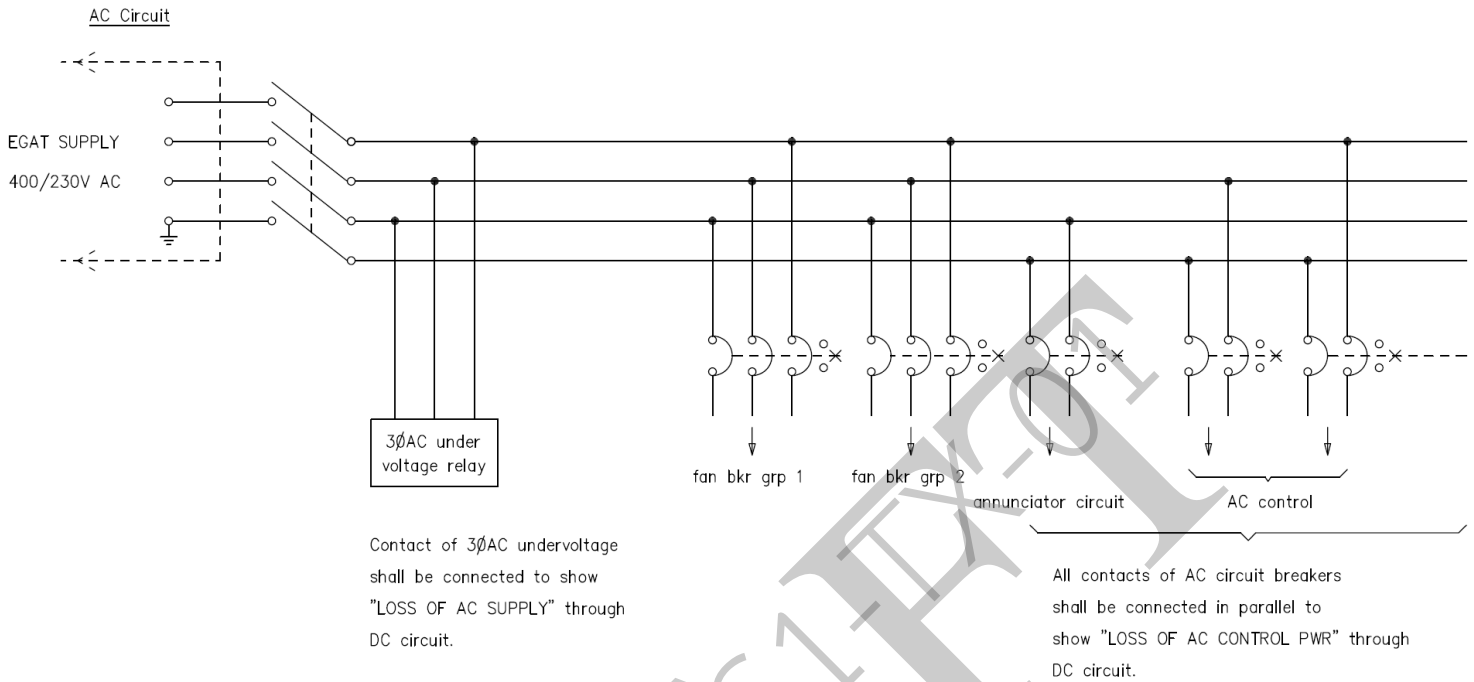 AC Circuit
EGAT SUPPLY
400/230V AC
3ØAC under
voltage relay
fan bkr grp 1
fan bkr grp 2
annunciator circuit
AC control
Contact of 3ØAC undervoltage
shall be connected to show
"LOSS OF AC SUPPLY" through
DC circuit.
All contacts of AC circuit breakers
shall be connected in parallel to
show "LOSS OF AC CONTROL PWR" through
DC circuit.